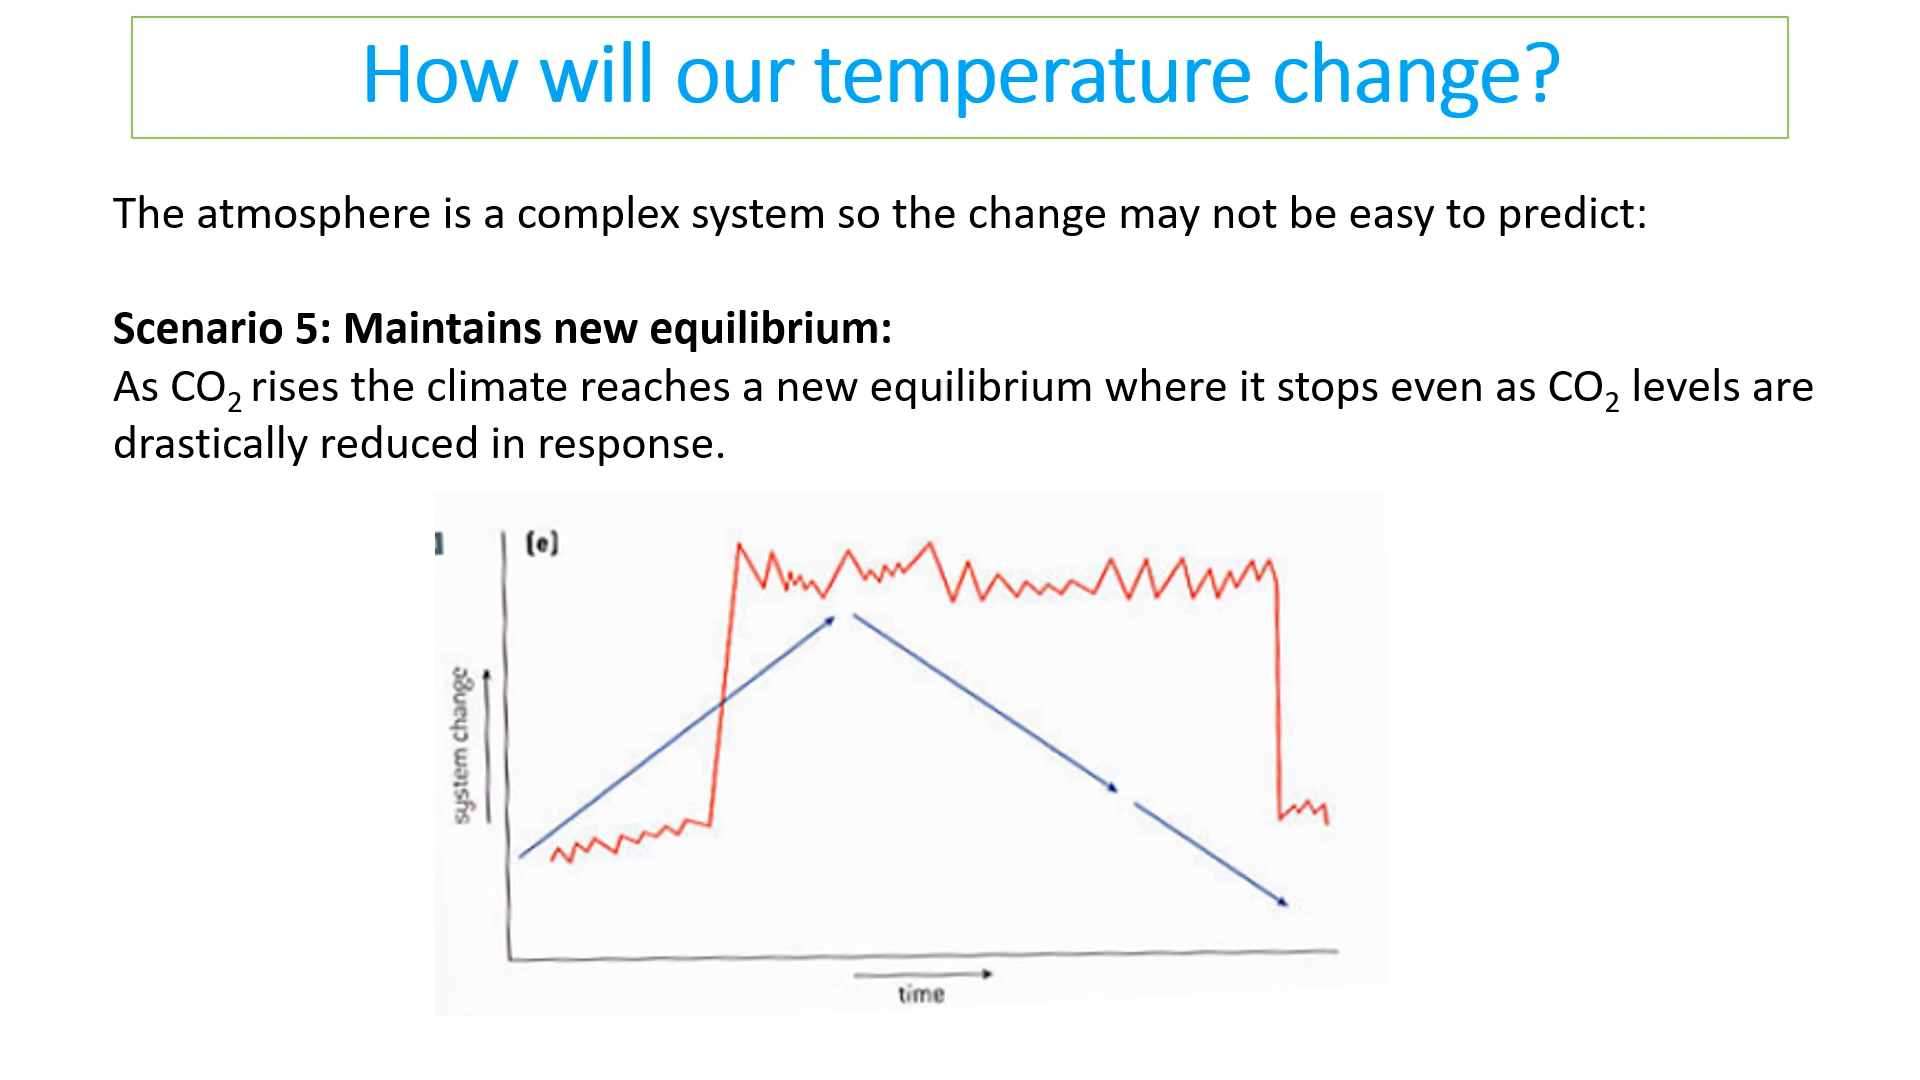 How will our temperature change?
The atmosphere is a complex system so the change may not be easy to predict:
Scenario 5: Maintains new equilibrium:
As CO₂ rises the climate reaches a new equilibrium where it stops even as CO₂ levels are
drastically reduced in response.
(e)
system change
time